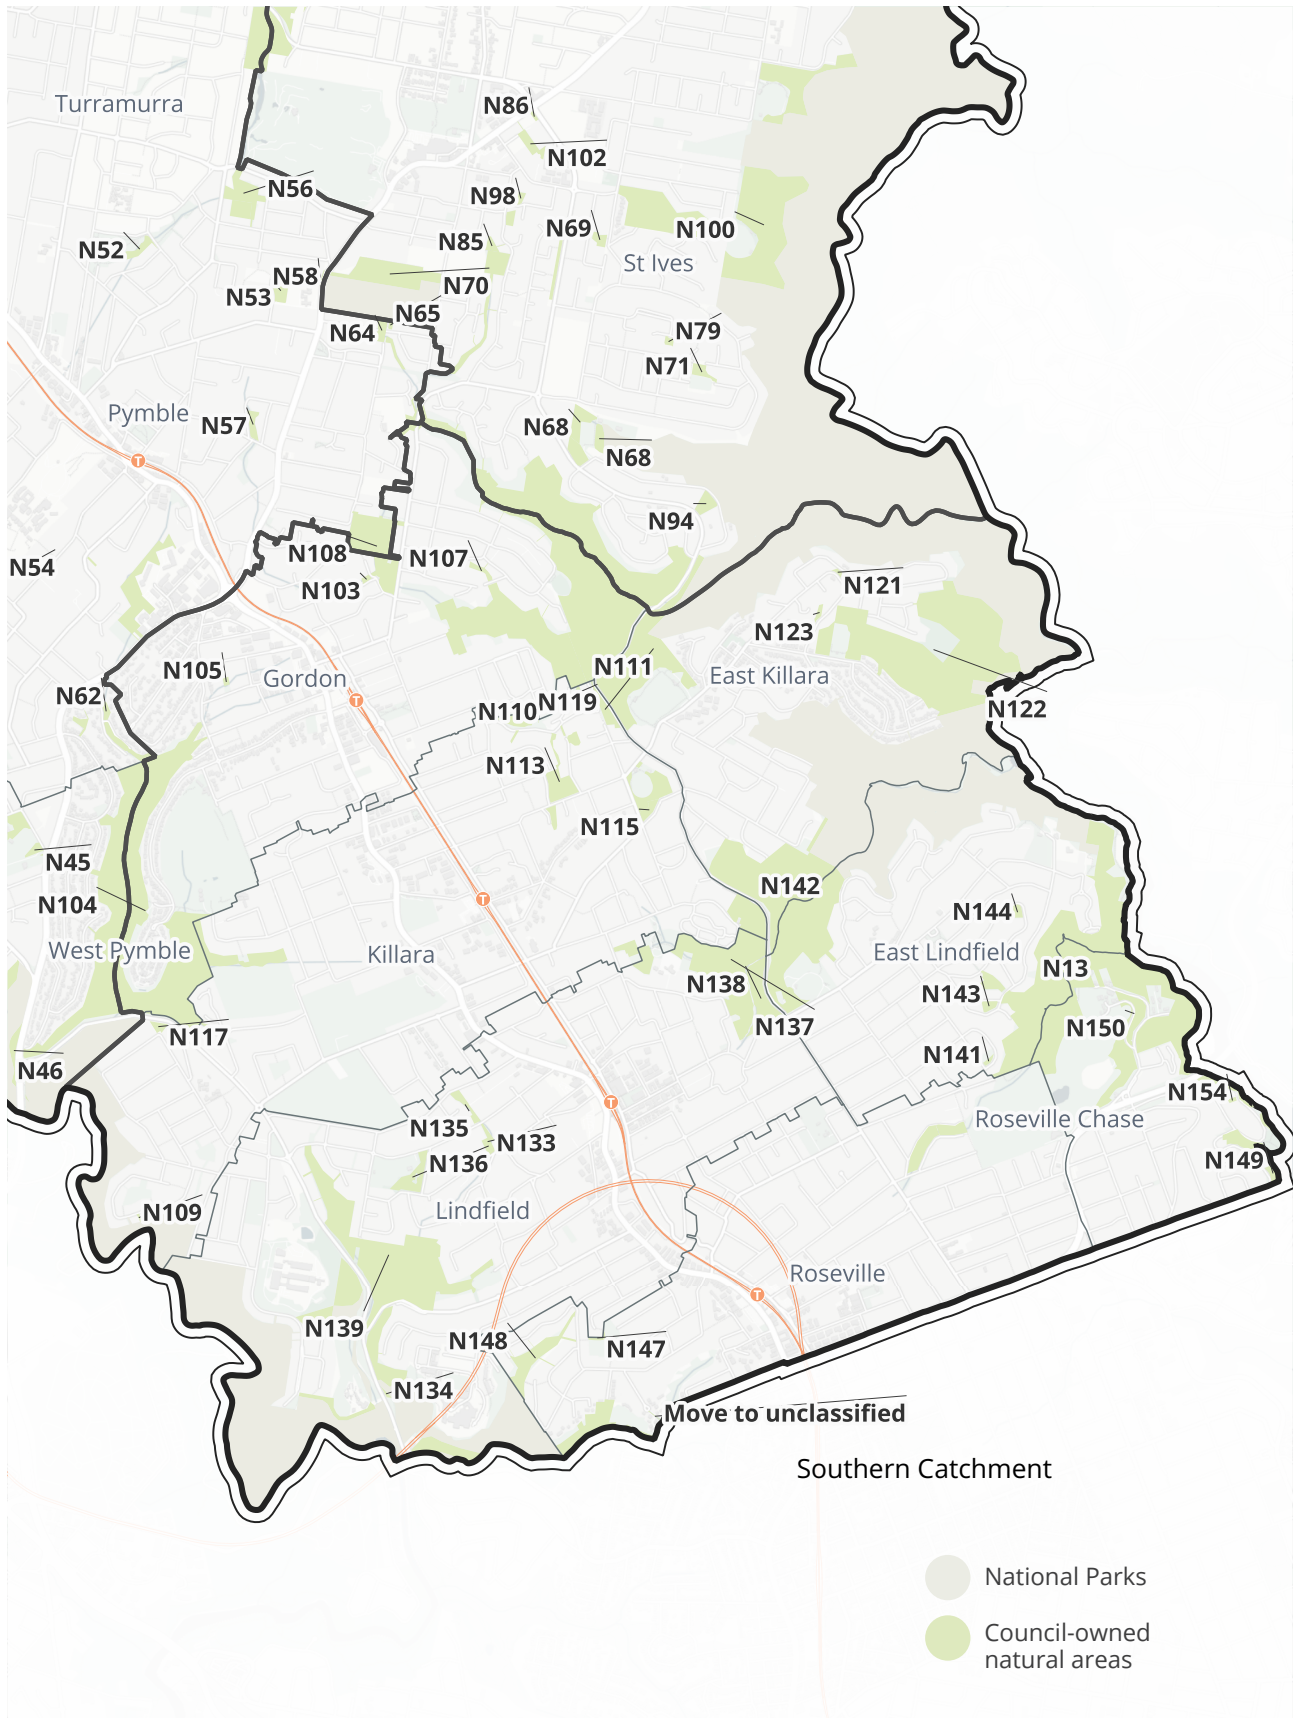 Turramurra
N86
N102
N56
N98
N52
N85
N69
N100
St Ives
N58
N53
N70
N65
N64
N79
N71
Pymble
N57
N68
N68
T
N94
N54
N108
N107
N103
N121
N123
N105
Gordon
N111
East Killara
N62
T
N110
N119
N122
N113
N115
N45
N142
N104
T
N144
West Pymble
Killara
East Lindfield
N13
N138
N143
N117
N137
N150
N46
N141
N154
T
N135
N133
Roseville Chase
N136
N149
N109
Lindfield
Roseville
T
N139
N148
N147
N134
Move to unclassified
Southern Catchment
National Parks
Council-owned
natural areas